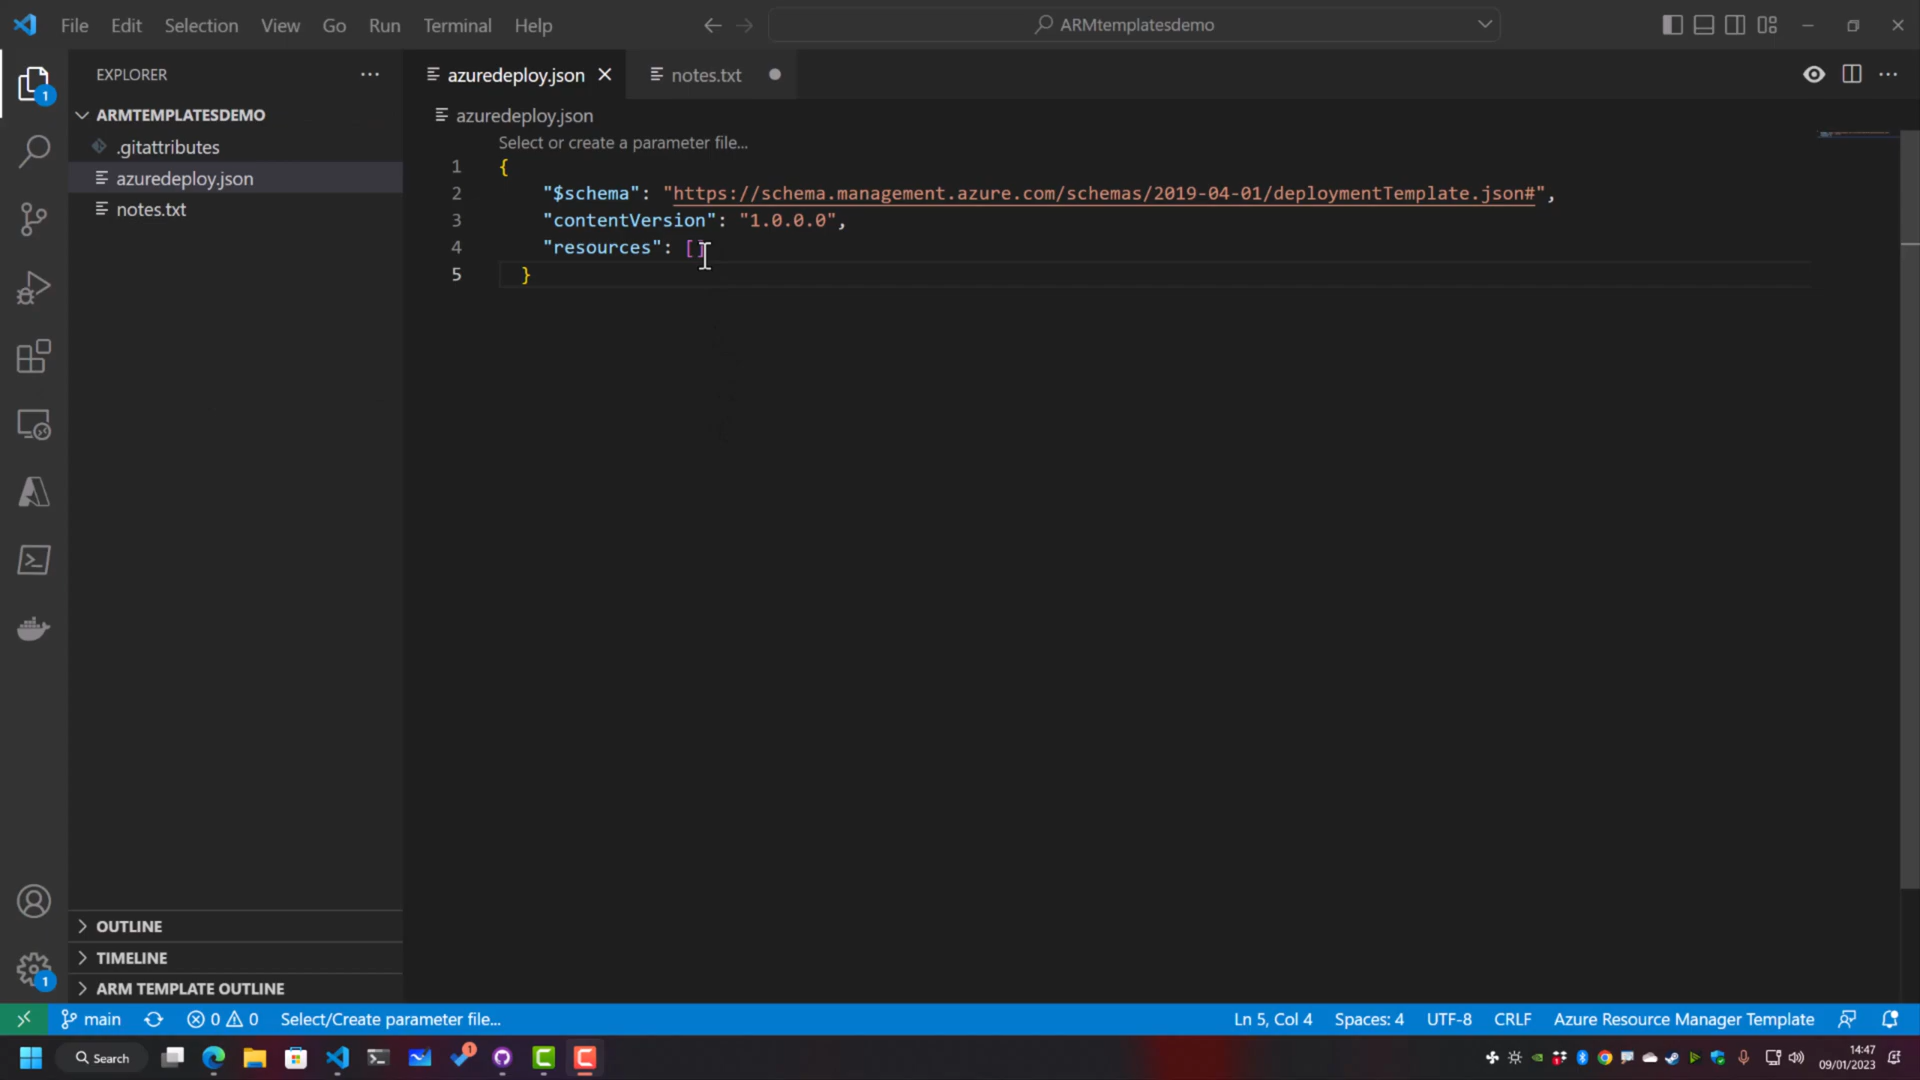 File Edit Selection View Go Run Terminal Help
ARMtemplatesdemo
EXPLORER
1
ARMTEMPLATESDEMO
.gitattributes
azuredeploy.json
notes.txt
azuredeploy.json
notes.txt
azuredeploy.json
Select or create a parameter file...
1 {
2 "$schema": "https://schema.management.azure.com/schemas/2019-04-01/deploymentTemplate.json#",
3 "contentVersion": "1.0.0.0",
4 "resources": []
5 }
OUTLINE
TIMELINE
ARM TEMPLATE OUTLINE
1
main
0 0
Select/Create parameter file...
Ln 5, Col 4
Spaces: 4
UTF-8
CRLF
Azure Resource Manager Template
Search
1
14:47
09/01/2023